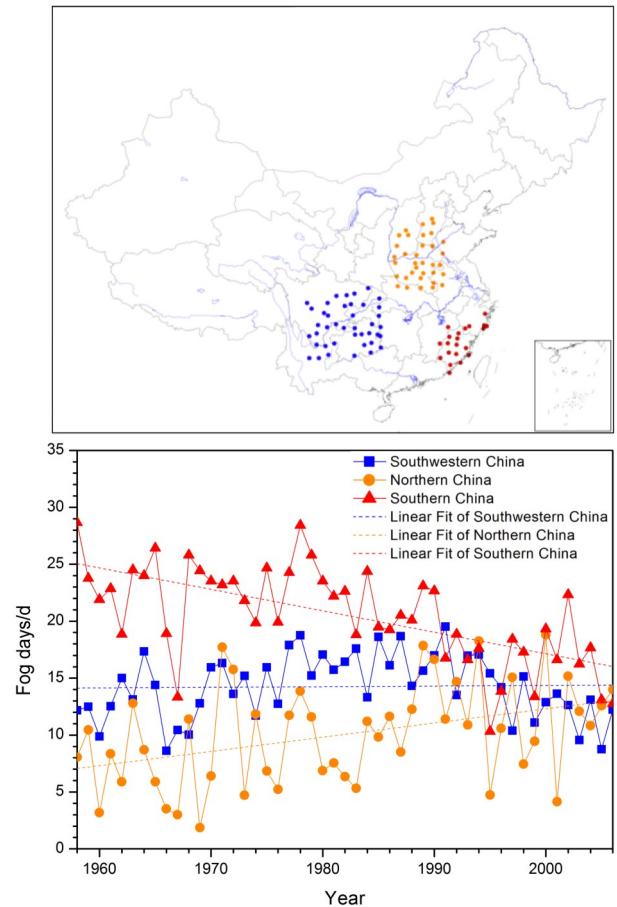 35
30
25
20
15
10
5
0
Fog days/d
Southwestern China
Northern China
Southern China
Linear Fit of Southwestern China
Linear Fit of Northern China
Linear Fit of Southern China
1960 1970 1980 1990 2000
Year